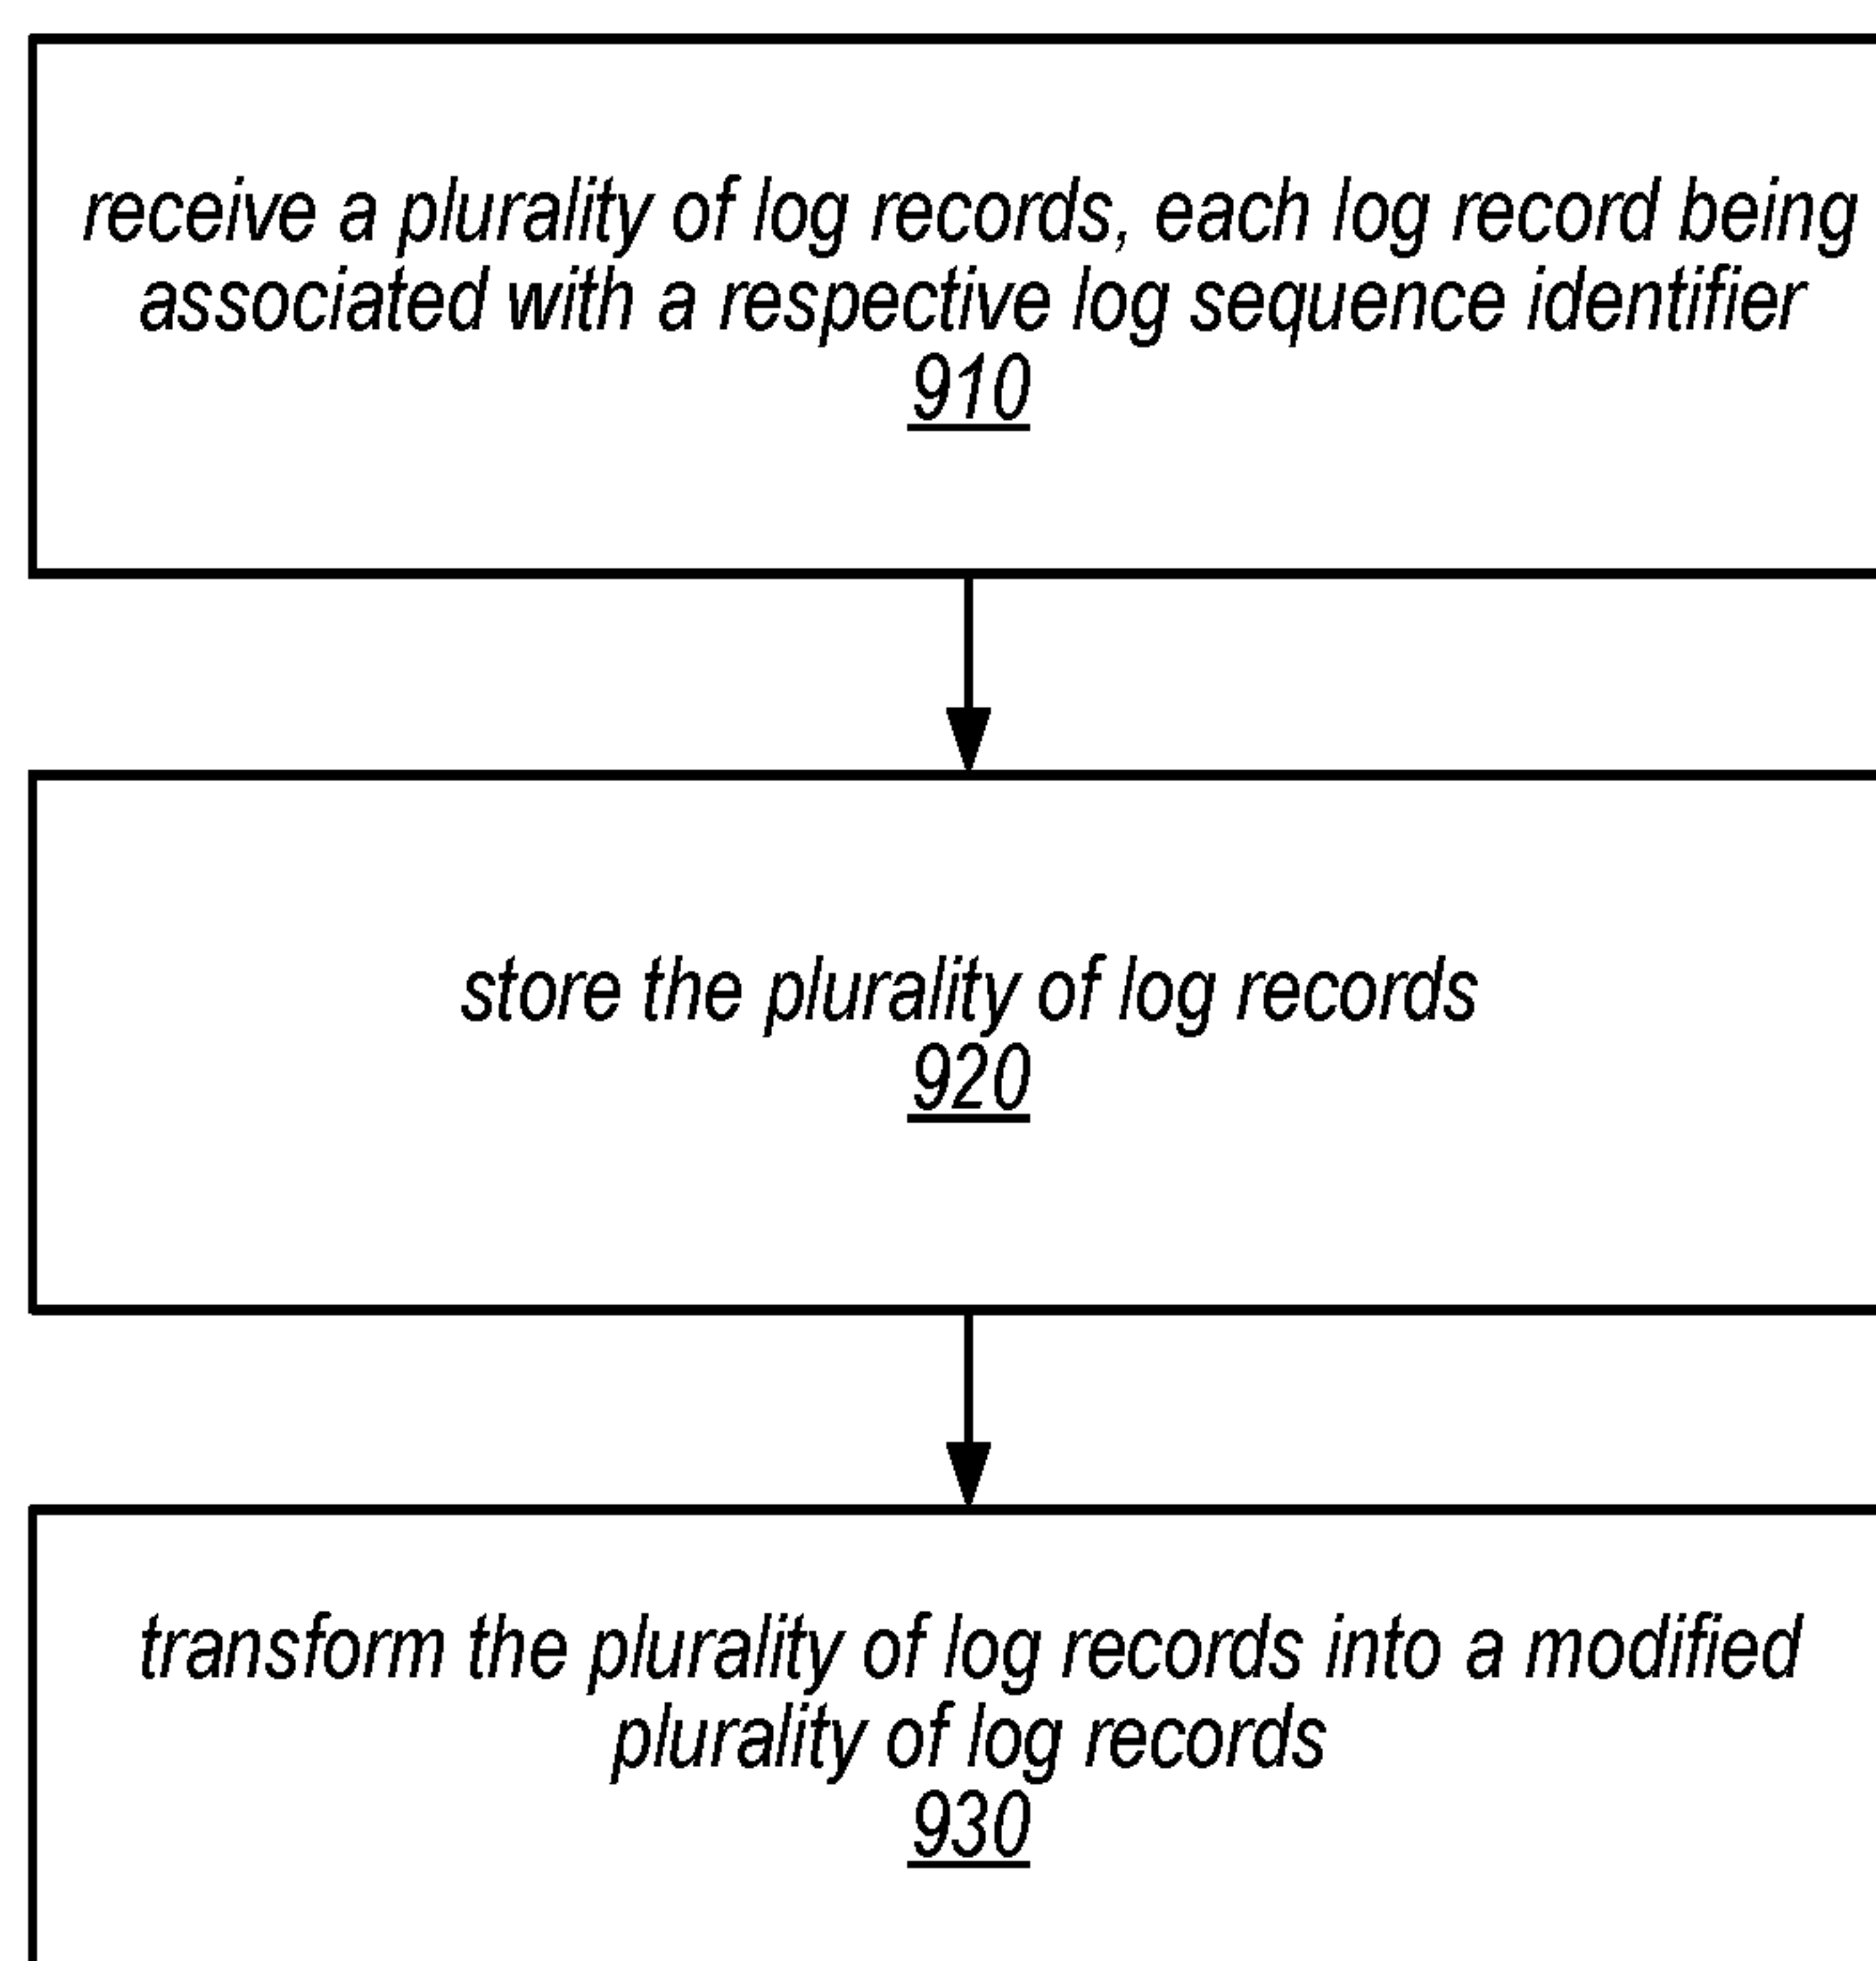 receive a plurality of log records, each log record being
associated with a respective log sequence identifier
910
store the plurality of log records
920
transform the plurality of log records into a modified
plurality of log records
930